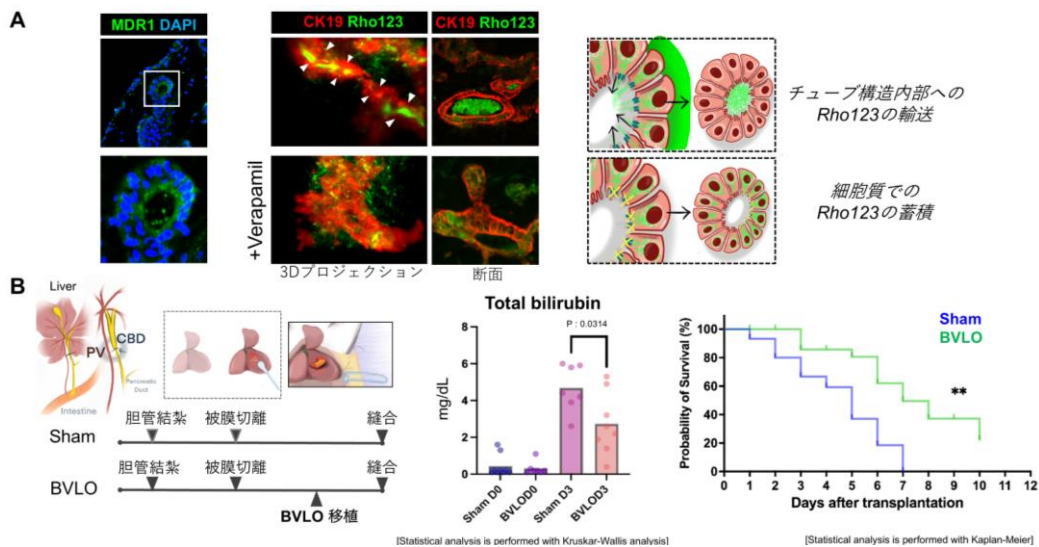 A
MDR1 DAPI
CK19 Rho123
CK19 Rho123
チューブ構造内部への
Rho123の輸送
+Verapamil
細胞質での
Rho123の蓄積
3Dプロジェクション
断面
B
Liver
CBD
PV
Pancreatic
Duct
Intestine
胆管結紮
被膜切離
縫合
Sham
胆管結紮
被膜切離
縫合
BVLO
BVLO 移植
Total bilirubin
P : 0.0314
mg/dL
8
6
4
2
0
Sham D0
BVLOD0
Sham D3
BVLOD3
[Statistical analysis is performed with Kruskar-Wallis analysis]
Sham
BVLO
**
Probability of Survival (%)
100
80
60
40
20
0
0 1 2 3 4 5 6 7 8 9 10 11 12
Days after transplantation
[Statistical analysis is performed with Kaplan-Meier]